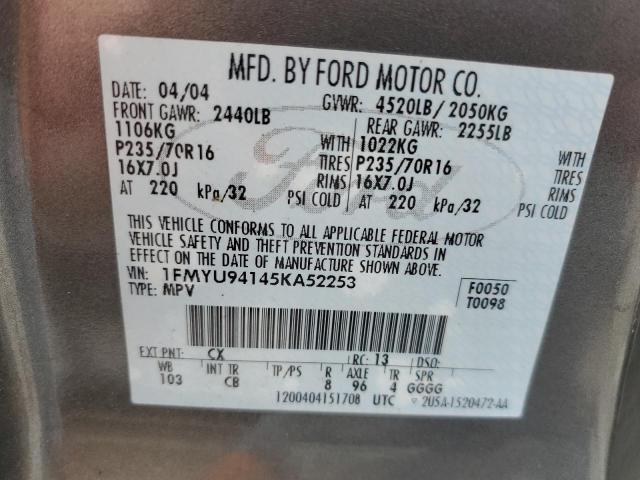 MFD. BY FORD MOTOR CO.
DATE: 04/04 GVWR: 4520LB/ 2050KG
FRONT GAWR: 2440LB REAR GAWR: 2255LB
1106KG WITH 1022KG WITH
P235/70R16 TIRES P235/70R16 TIRES
16X7.0J RIMS 16X7.0J RIMS
AT 220 kPa/32 PSI COLD AT 220 kPa/32 PSI COLD
THIS VEHICLE CONFORMS TO ALL APPLICABLE FEDERAL MOTOR
VEHICLE SAFETY AND THEFT PREVENTION STANDARDS IN
EFFECT ON THE DATE OF MANUFACTURE SHOWN ABOVE.
VIN: 1FMYU94145KA52253 F0050
TYPE: MPV T0098
Ford
EXT PNT: CX RC: 13 DSO:
WB INT TR TP/PS R AXLE TR SPR
103 CB 8 96 4 GGGG
1200404151708 UTC 2U5A-1520472-AA